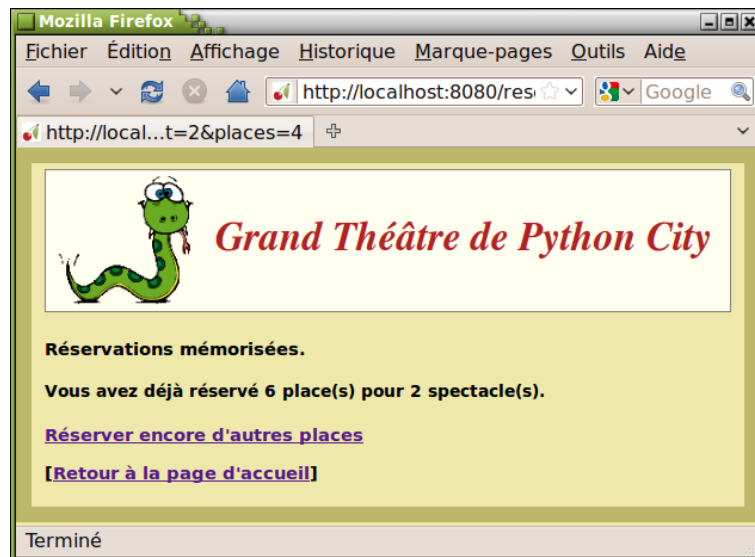 Mozilla Firefox
Fichier Édition Affichage Historique Marque-pages Outils Aide
http://localhost:8080/res Google
http://local...t=2&places=4
Grand Théâtre de Python City
Réservations mémorisées.
Vous avez déjà réservé 6 place(s) pour 2 spectacle(s).
Réserver encore d'autres places
[Retour à la page d'accueil]
Terminé